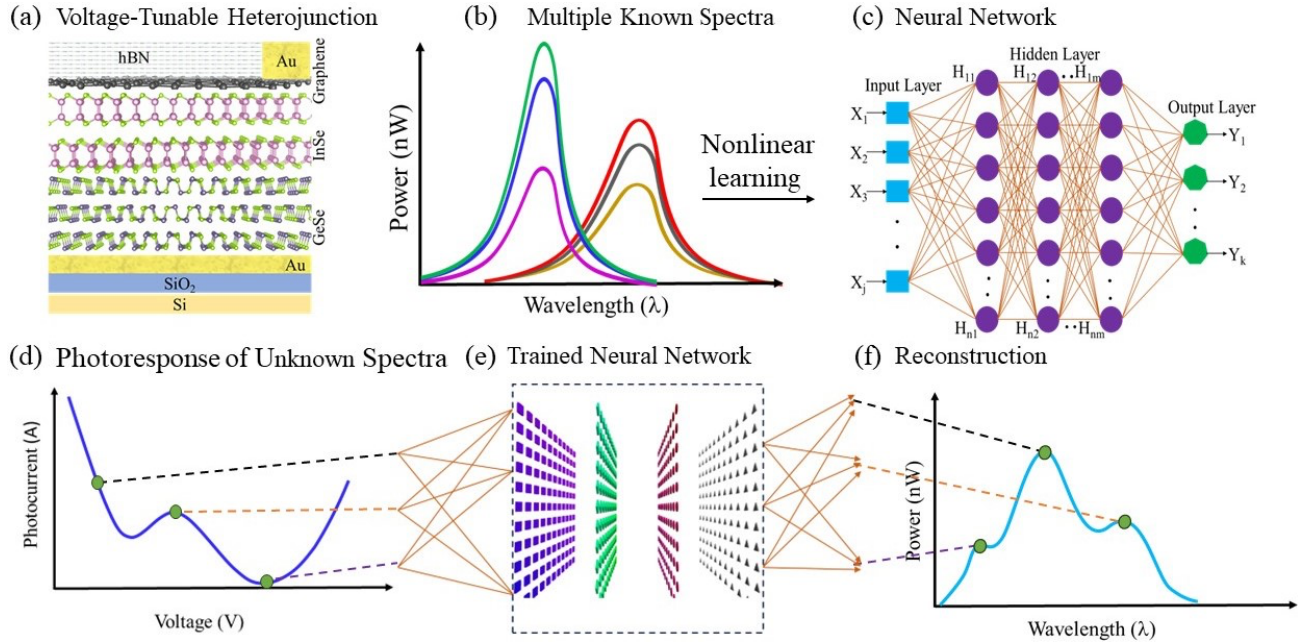 (a) Voltage-Tunable Heterojunction
hBN
Au
Graphene
InSe
GeSe
Au
SiO2
Si
(b) Multiple Known Spectra
Power (nW)
Wavelength (λ)
Nonlinear
learning
(c) Neural Network
Hidden Layer
H11 H12 ·· H1m
Input Layer
Output Layer
X1
X2
X3
Xj
Y1
Y2
Yk
Hn1 Hn2 ·· Hnm
(d) Photoresponse of Unknown Spectra
Photocurrent (A)
Voltage (V)
(e) Trained Neural Network
(f) Reconstruction
Power (nW)
Wavelength (λ)